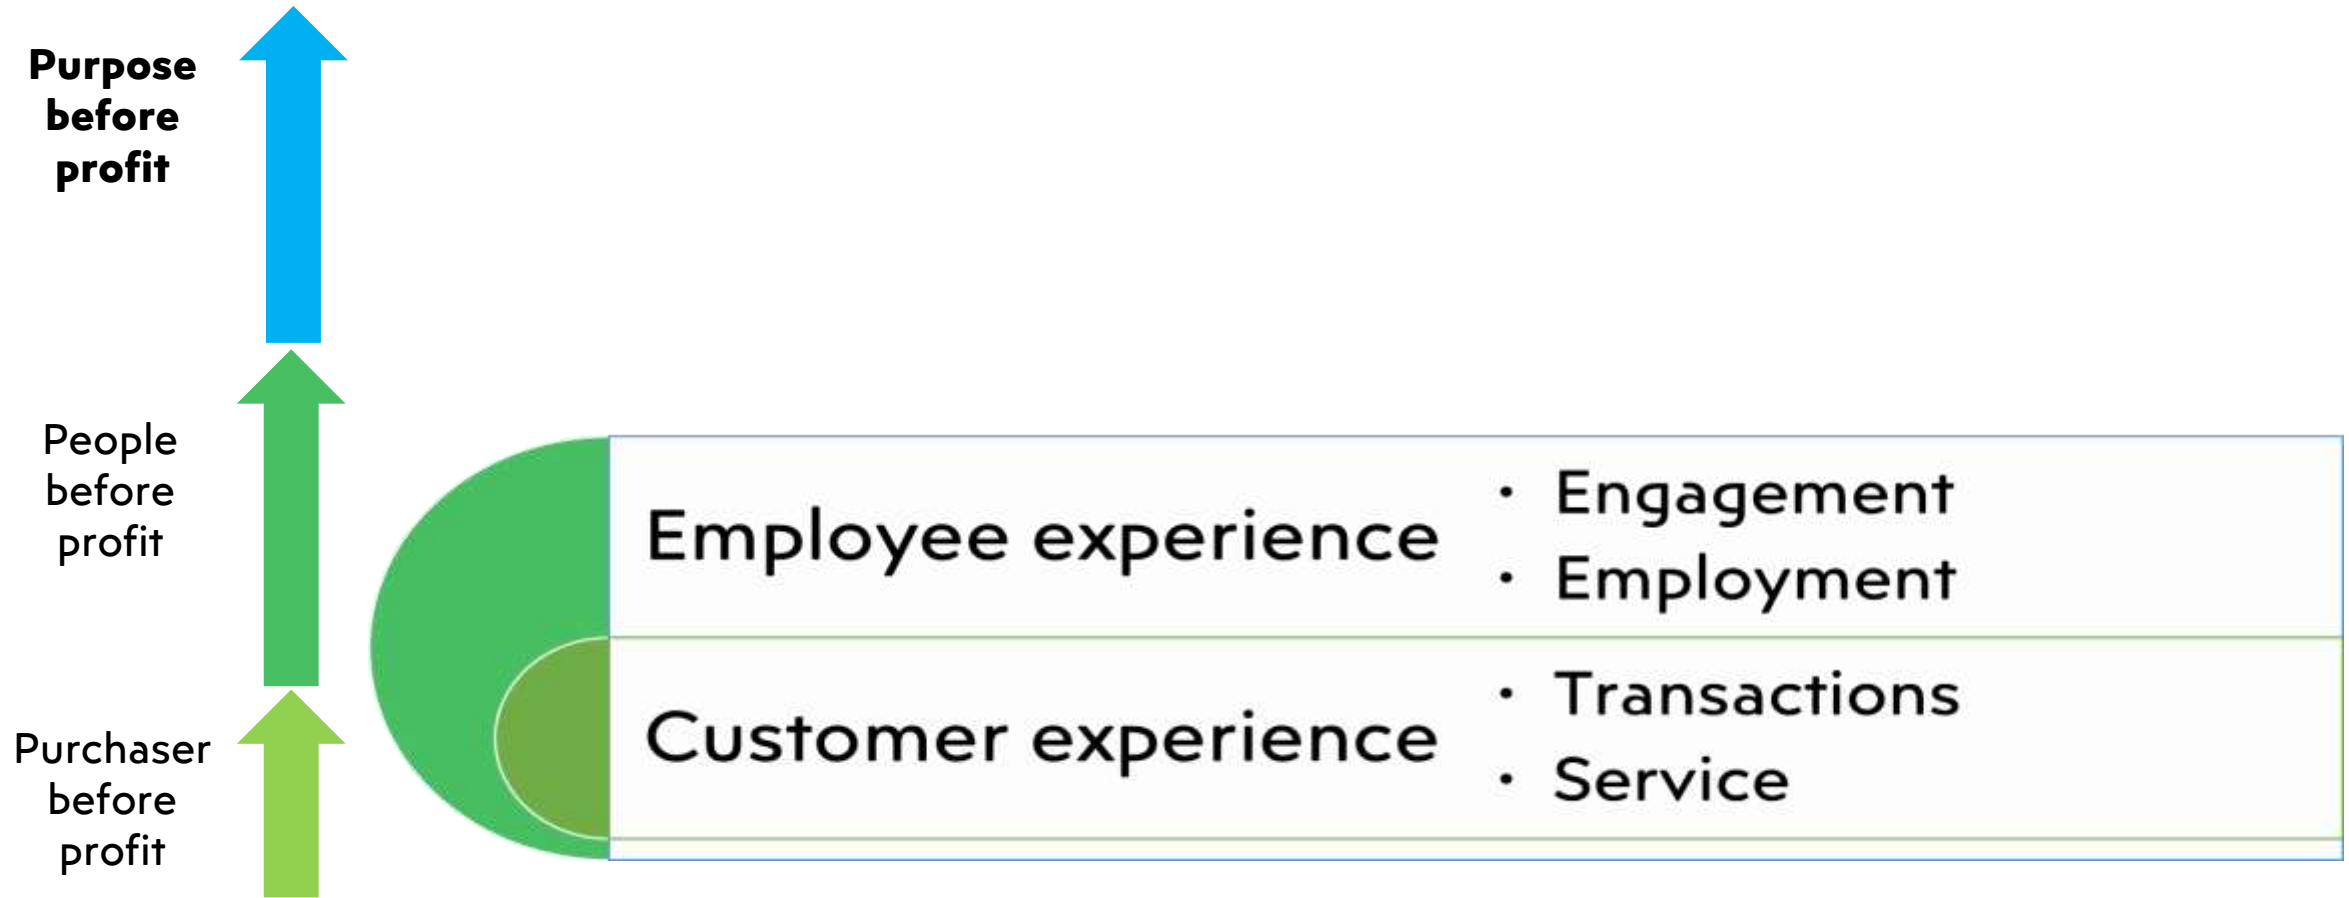 Purpose
before
profit
People
before
profit
Employee experience
• Engagement
• Employment
Purchaser
before
profit
Customer experience
• Transactions
• Service